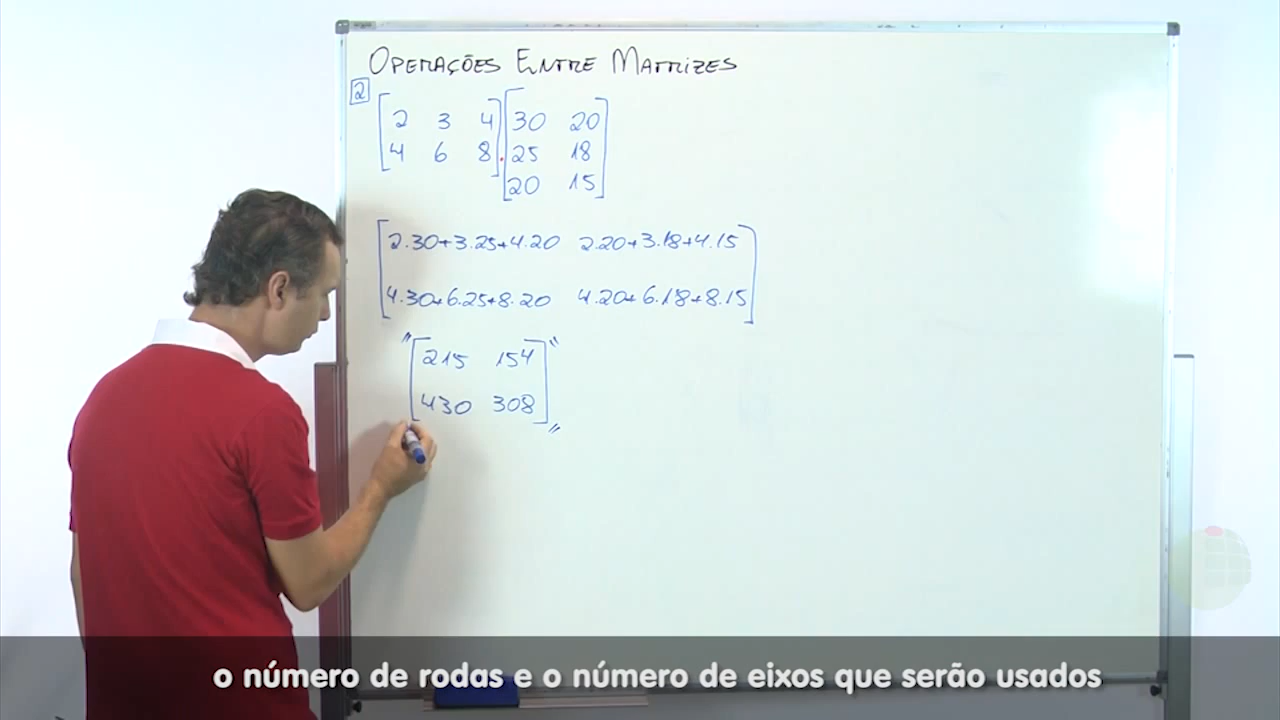 OPERAÇÕES ENTRE MATRIZES
2
2 3 4 30 20
4 6 8 . 25 18
20 15
2.30+3.25+4.20 2.20+3.18+4.15
4.30+6.25+8.20 4.20+6.18+8.15
" 215 154 "
430 308 "
o número de rodas e o número de eixos que serão usados